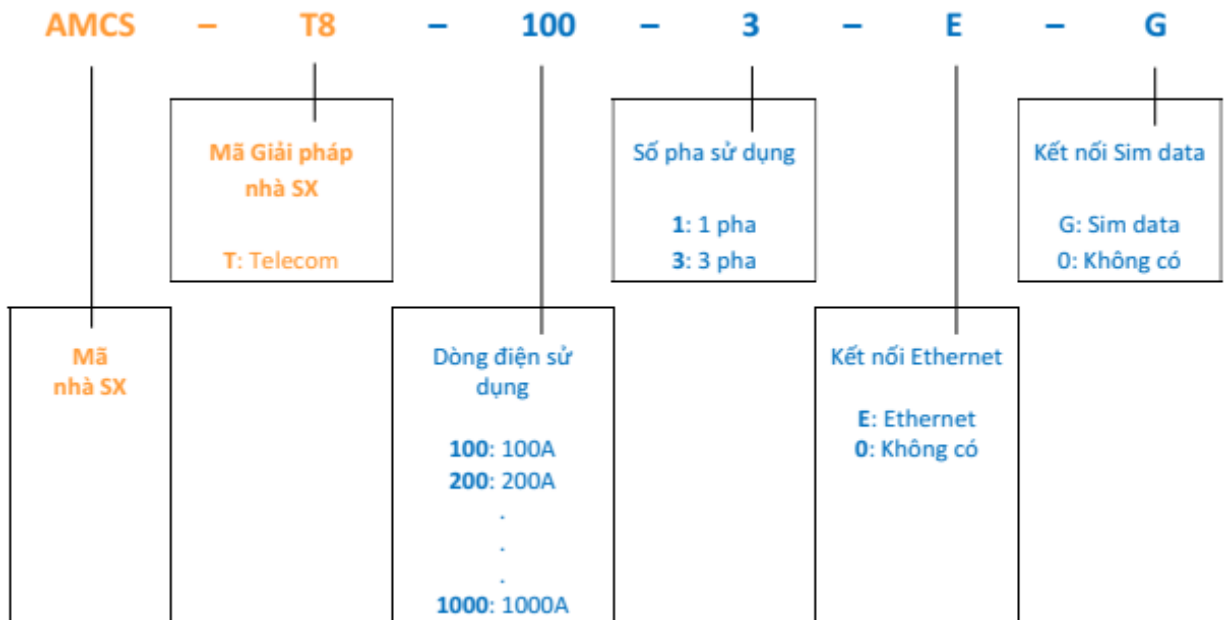 AMCS – T8 – 100 – 3 – E – G
Mã Giải pháp
nhà SX
T: Telecom
Số pha sử dụng
1: 1 pha
3: 3 pha
Kết nối Sim data
G: Sim data
0: Không có
Mã
nhà SX
Dòng điện sử
dụng
100: 100A
200: 200A
.
.
.
1000: 1000A
Kết nối Ethernet
E: Ethernet
0: Không có